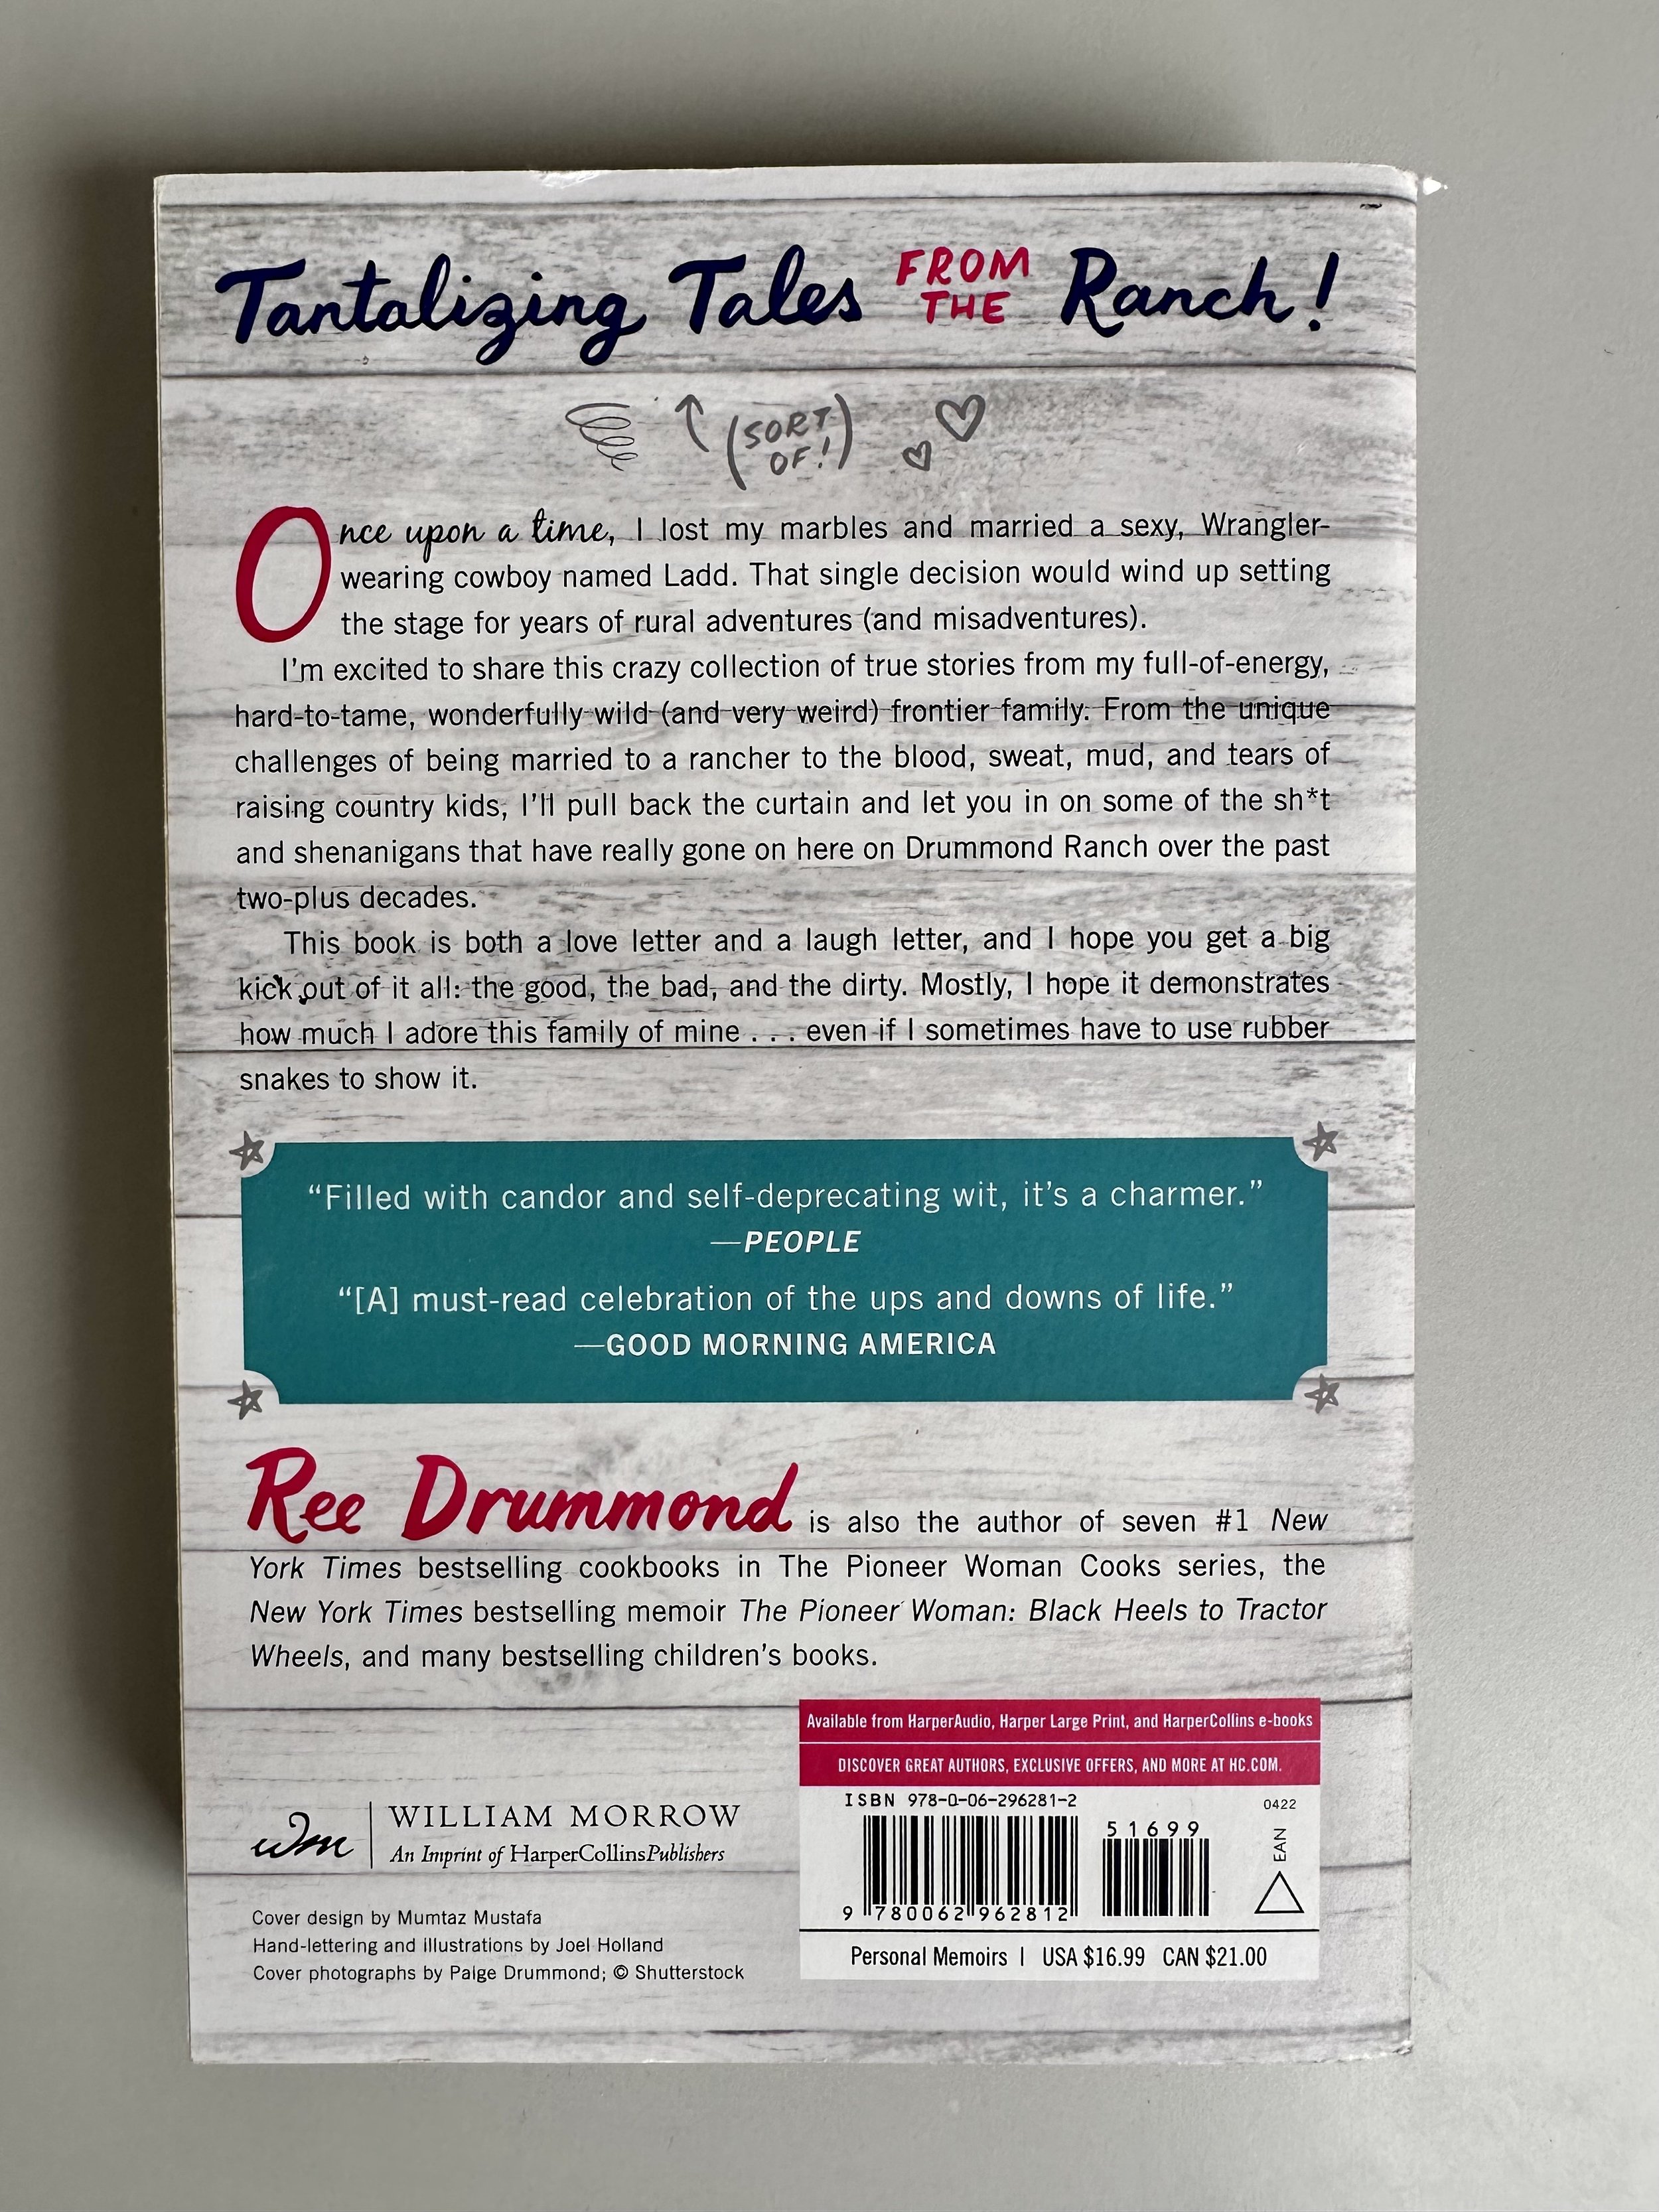 Tantalizing Tales FROM THE Ranch!
(SORT OF!)
Once upon a time, I lost my marbles and married a sexy, Wrangler-
wearing cowboy named Ladd. That single decision would wind up setting
the stage for years of rural adventures (and misadventures).
I'm excited to share this crazy collection of true stories from my full-of-energy,
hard-to-tame, wonderfully wild (and very weird) frontier family. From the unique
challenges of being married to a rancher to the blood, sweat, mud, and tears of
raising country kids, I'll pull back the curtain and let you in on some of the sh*t
and shenanigans that have really gone on here on Drummond Ranch over the past
two-plus decades.
This book is both a love letter and a laugh letter, and I hope you get a big
kick out of it all: the good, the bad, and the dirty. Mostly, I hope it demonstrates
how much I adore this family of mine . . . even if I sometimes have to use rubber
snakes to show it.
“Filled with candor and self-deprecating wit, it's a charmer.”
—PEOPLE
“[A] must-read celebration of the ups and downs of life.”
—GOOD MORNING AMERICA
Ree Drummond is also the author of seven #1 New
York Times bestselling cookbooks in The Pioneer Woman Cooks series, the
New York Times bestselling memoir The Pioneer Woman: Black Heels to Tractor
Wheels, and many bestselling children's books.
Available from HarperAudio, Harper Large Print, and HarperCollins e-books
DISCOVER GREAT AUTHORS, EXCLUSIVE OFFERS, AND MORE AT HC.COM.
ISBN 978-0-06-296281-2
0422
51699
EAN
9 780062 962812
Personal Memoirs | USA $16.99 CAN $21.00
wm
WILLIAM MORROW
An Imprint of HarperCollinsPublishers
Cover design by Mumtaz Mustafa
Hand-lettering and illustrations by Joel Holland
Cover photographs by Paige Drummond; © Shutterstock